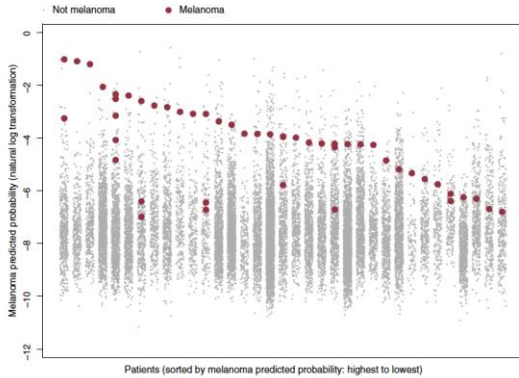 Not melanoma Melanoma
Melanoma predicted probability (natural log transformation)
0
−2
−4
−6
−8
−10
−12
Patients (sorted by melanoma predicted probability: highest to lowest)